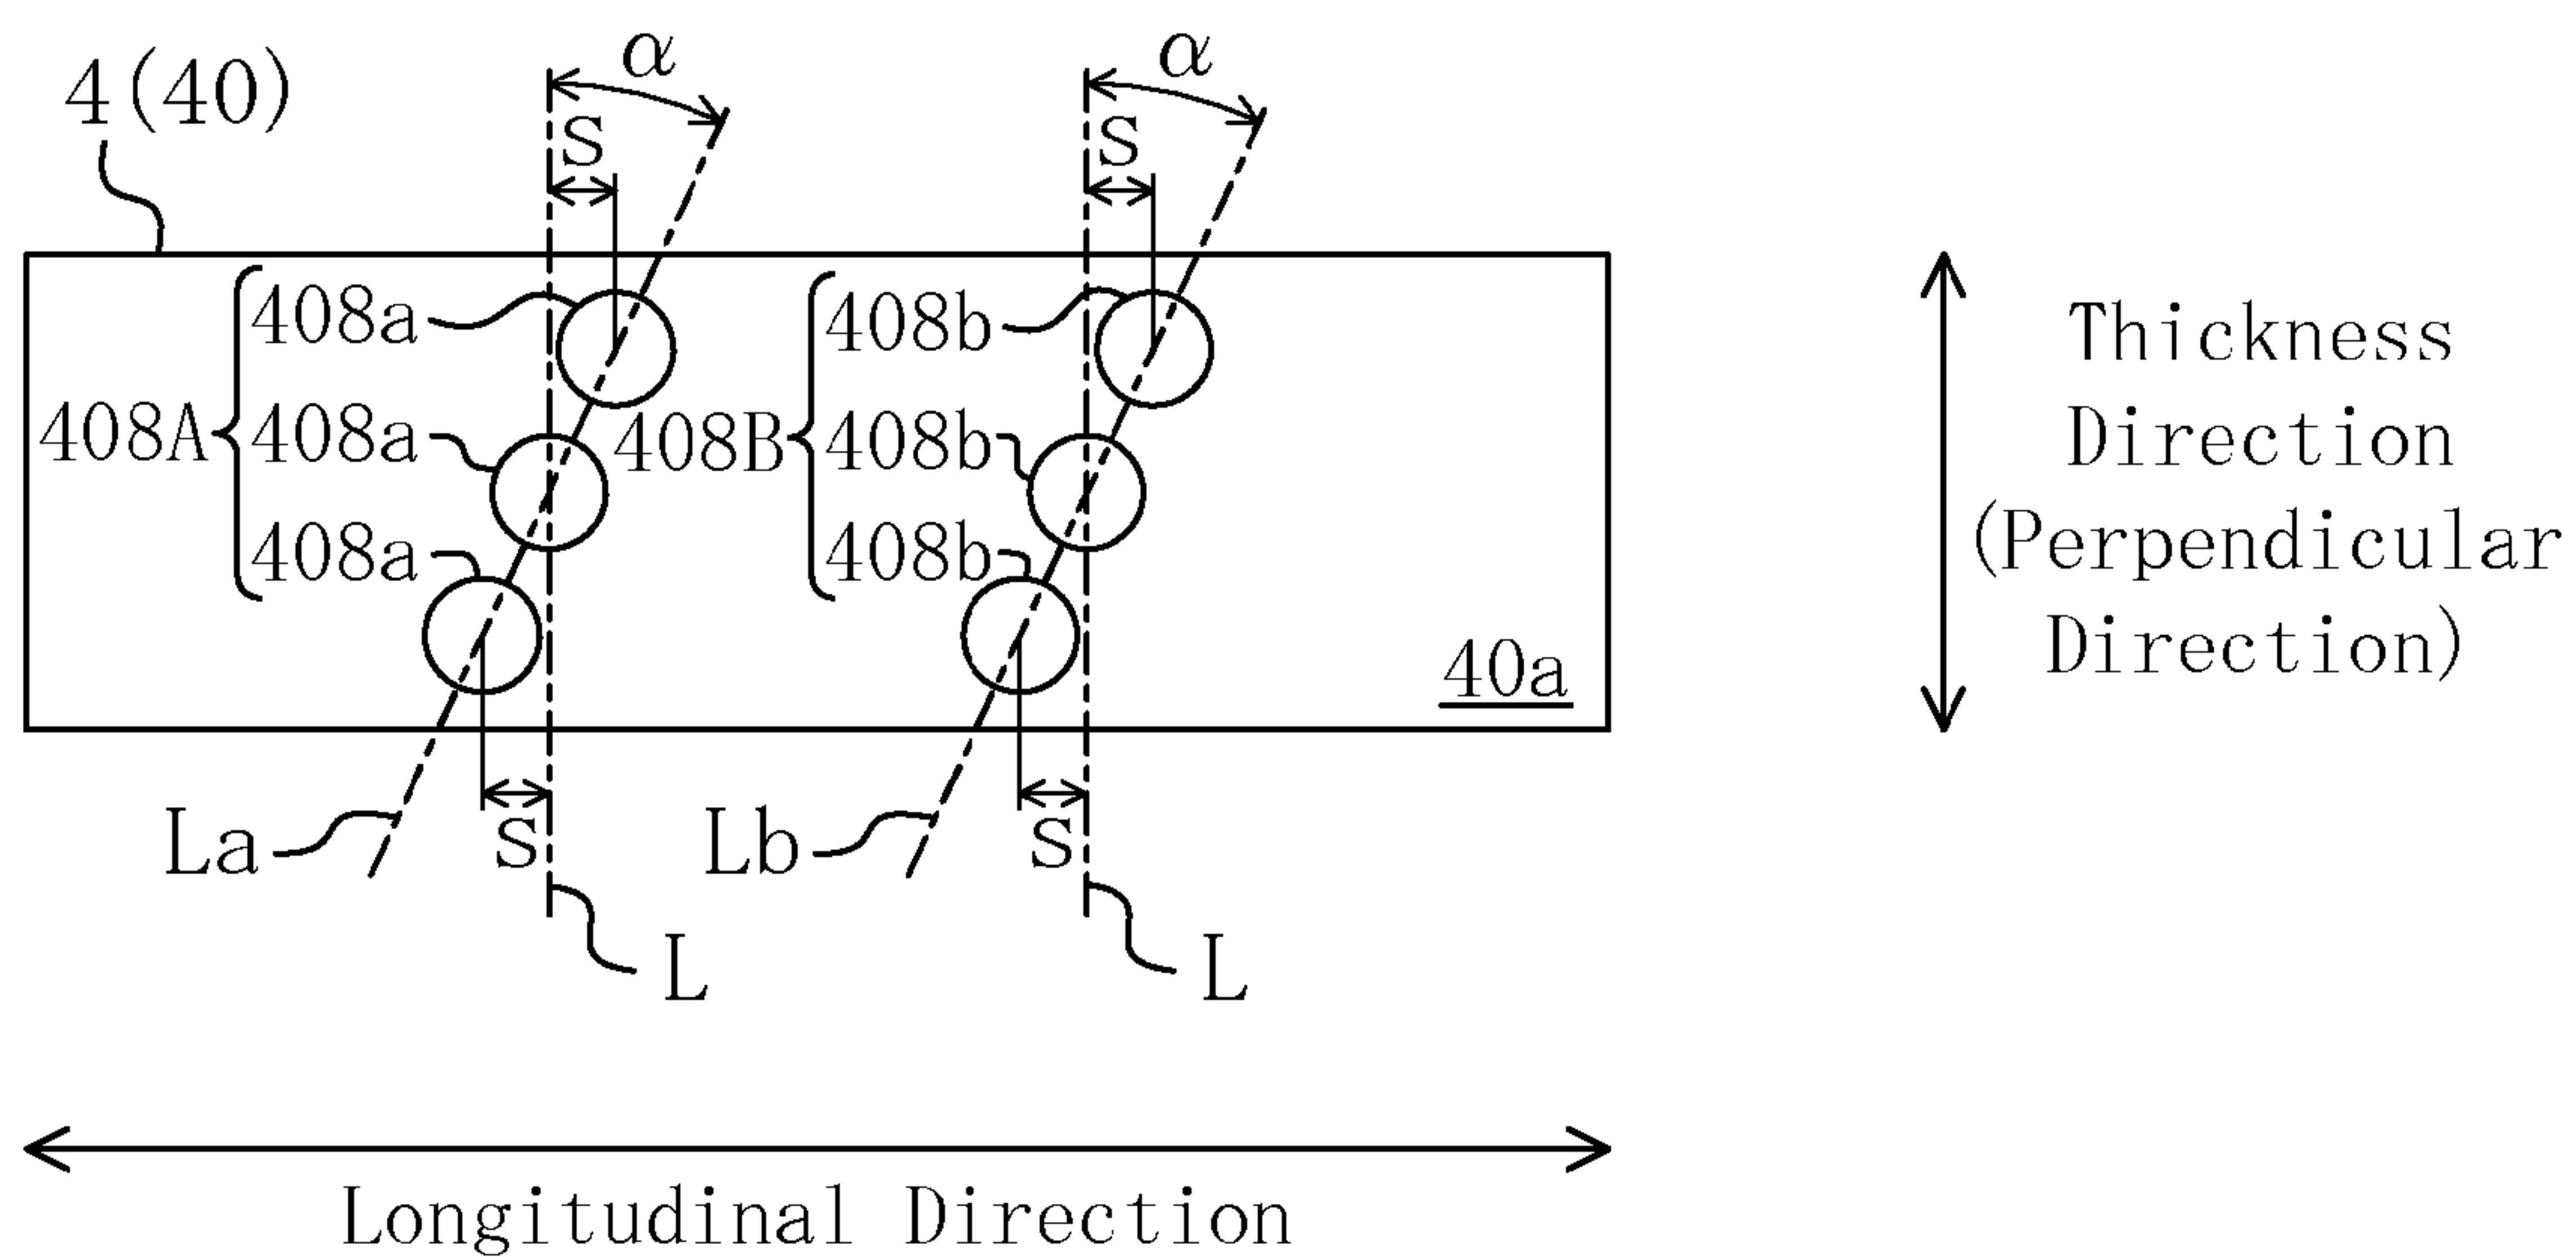 α α
4(40)
S S
408a 408b
408A 408a 408B 408b
408a 408b
40a
Thickness
Direction
(Perpendicular
Direction)
La S Lb S
L L
Longitudinal Direction